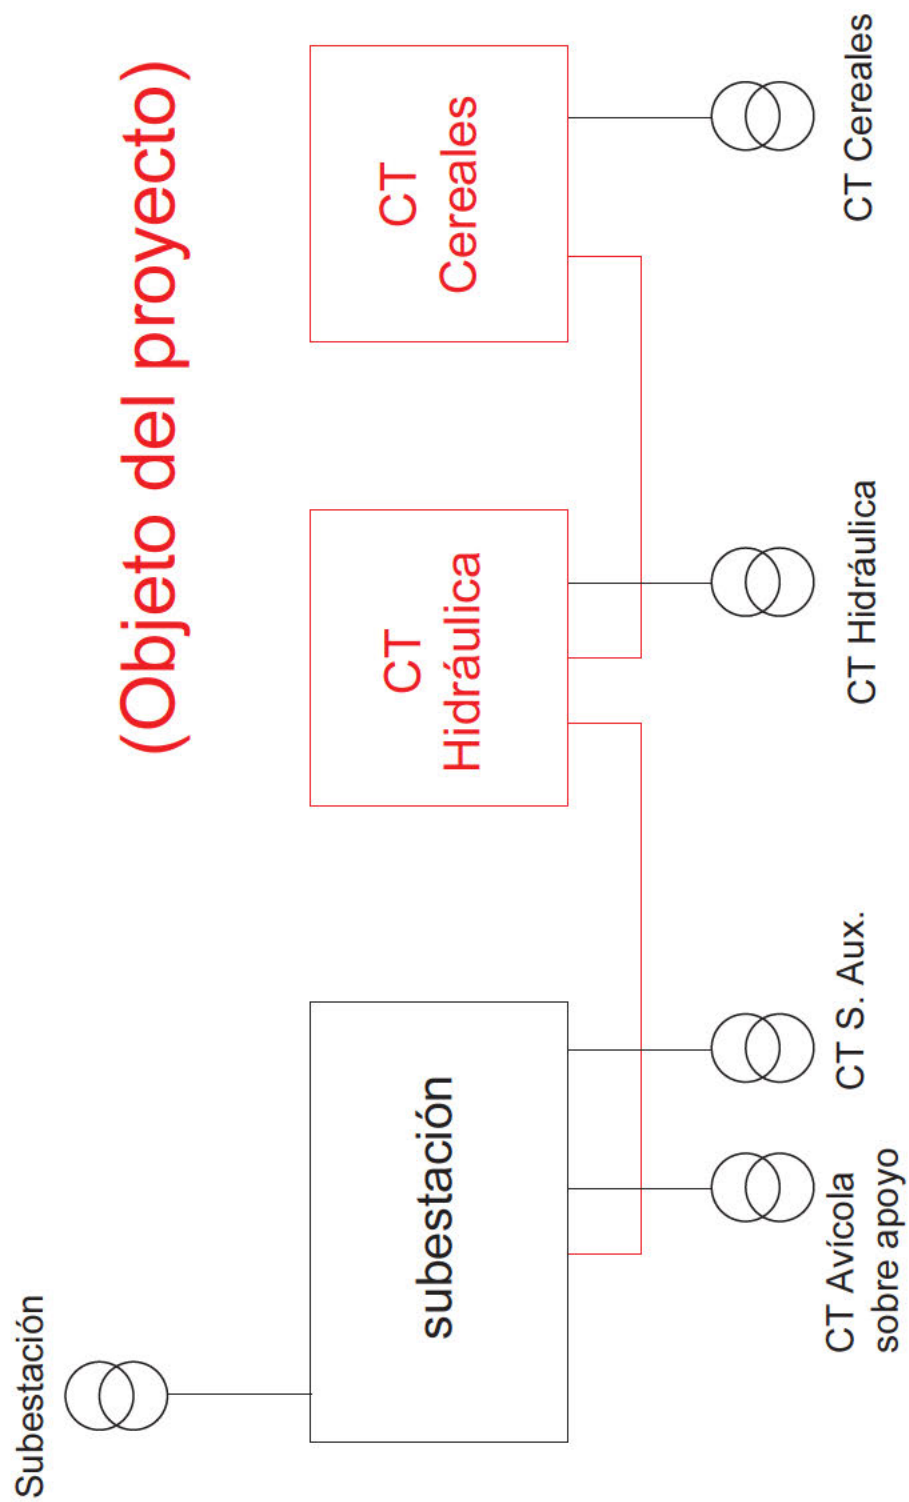 (Objeto del proyecto)
Subestación
subestación
CT
Hidráulica
CT
Cereales
CT Avícola
sobre apoyo
CT S. Aux.
CT Hidráulica
CT Cereales